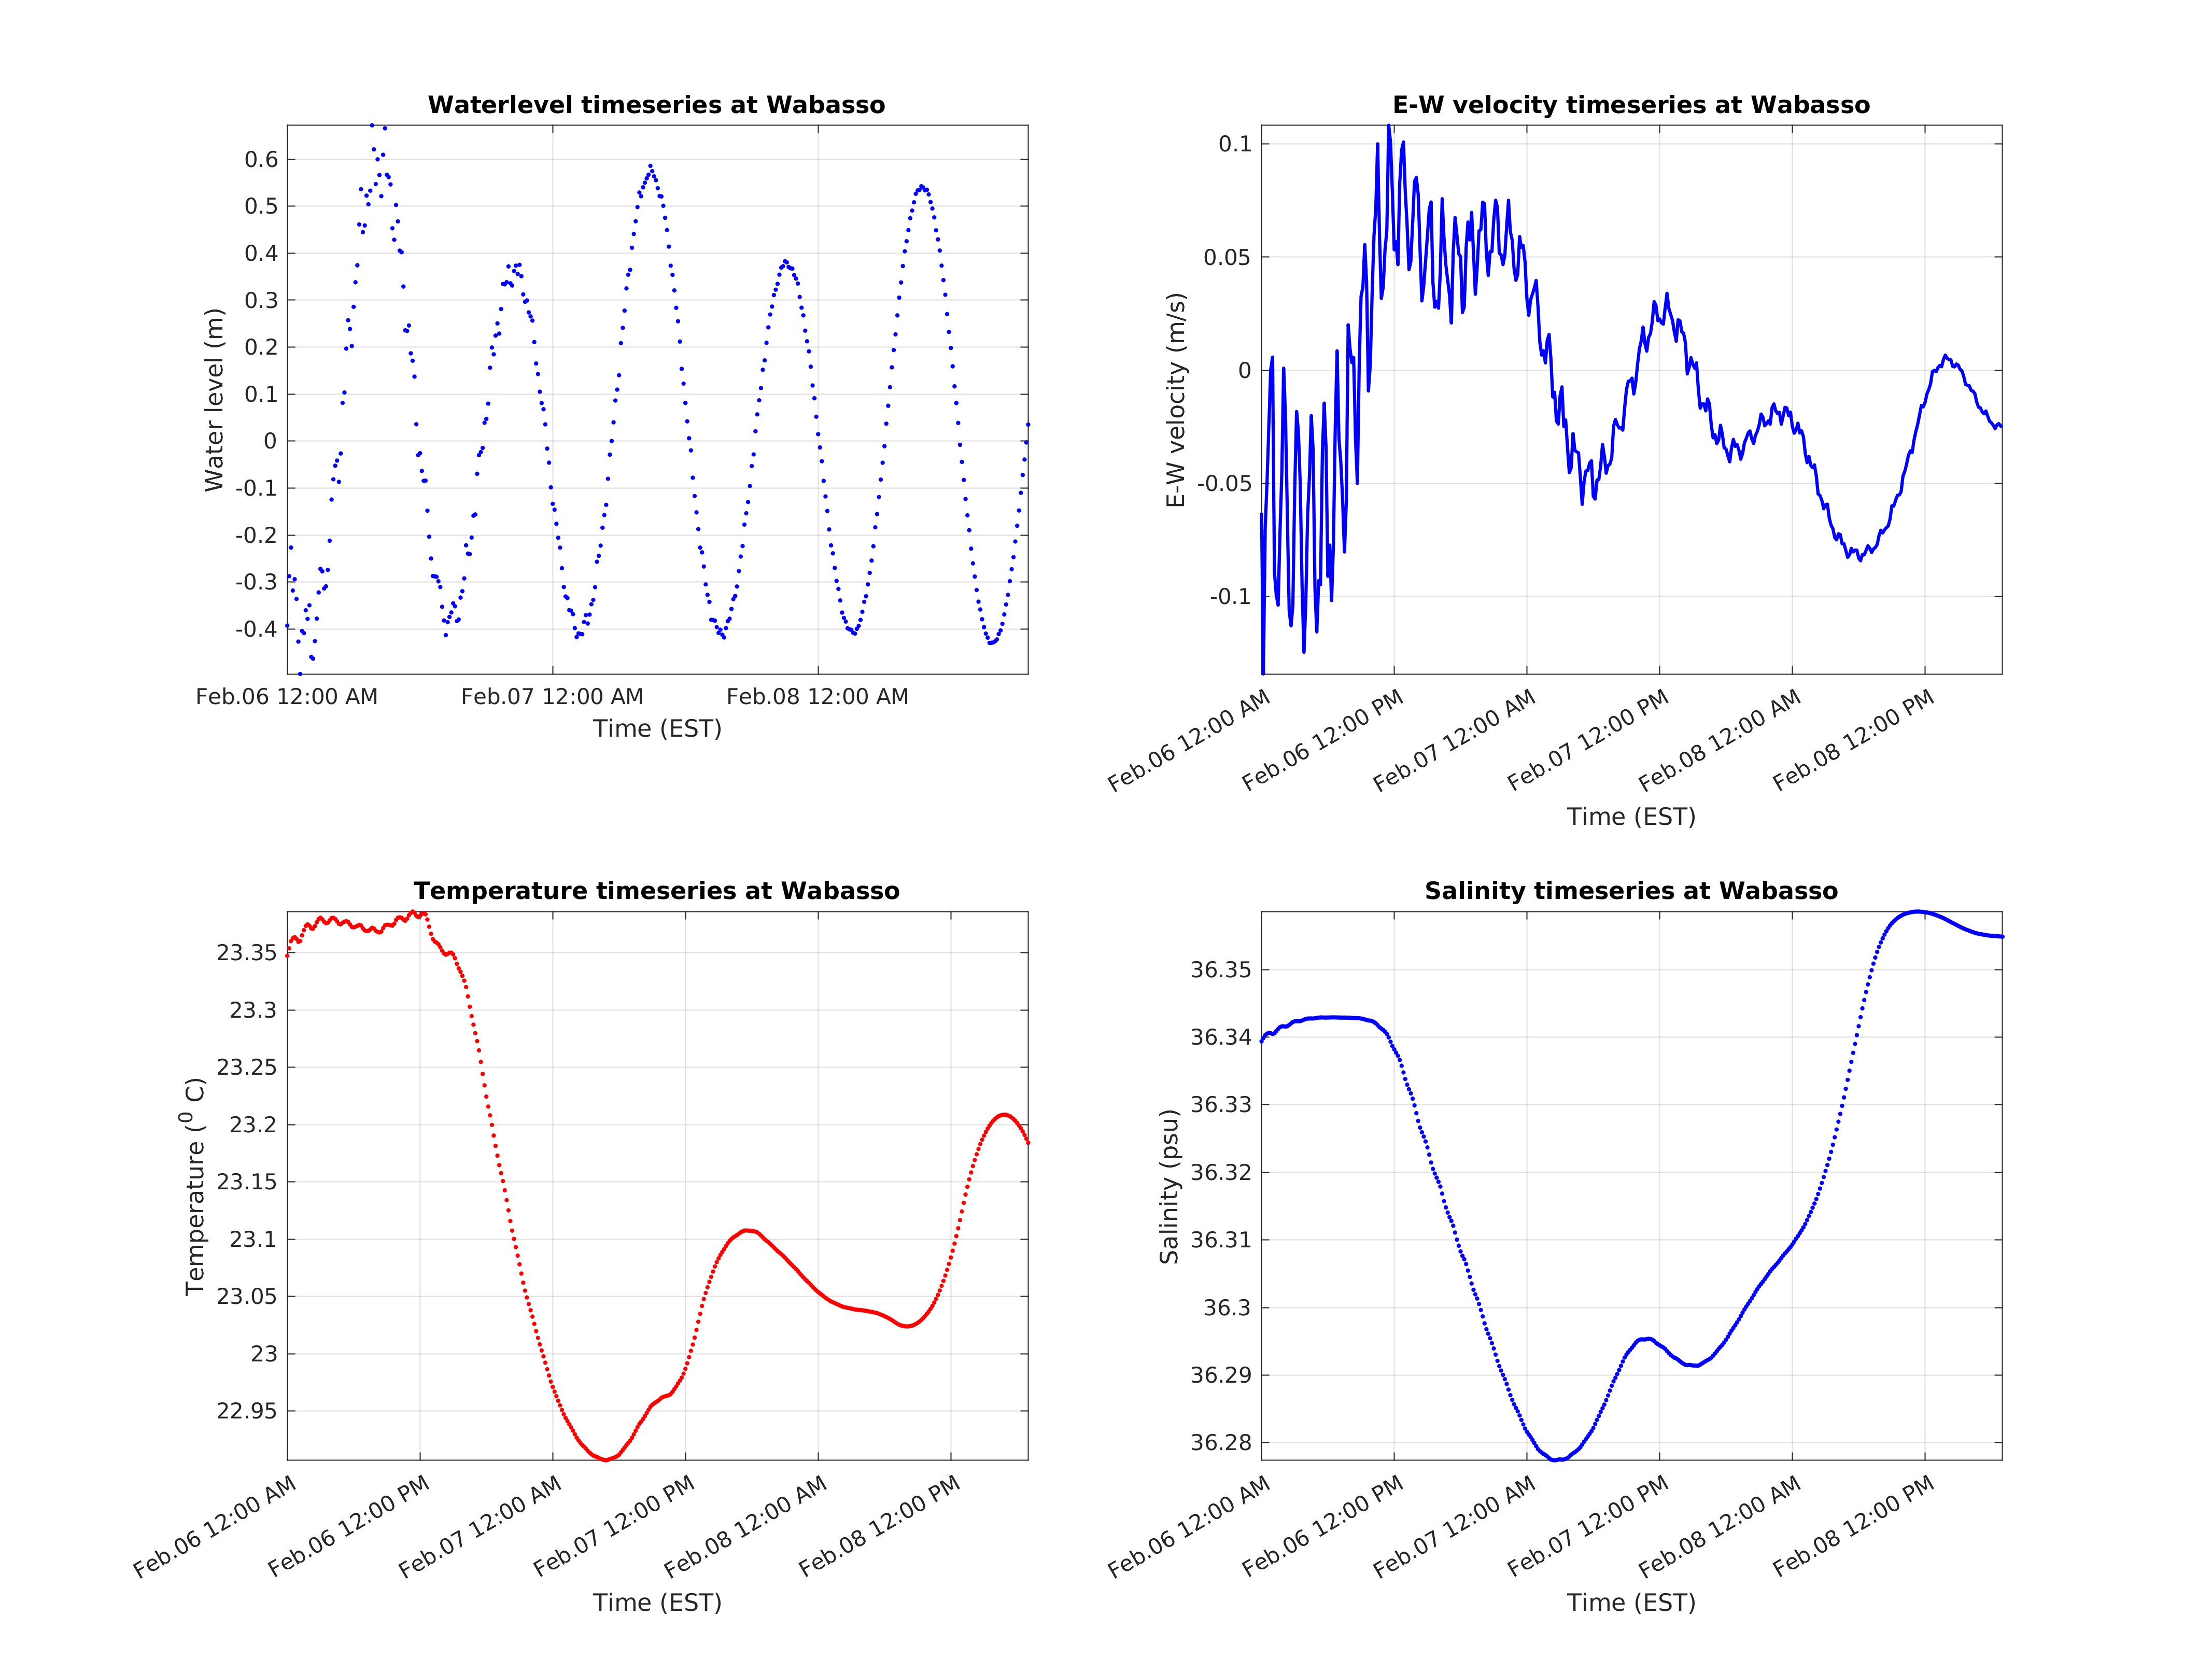 Waterlevel timeseries at Wabasso
Water level (m)
0.6
0.5
0.4
0.3
0.2
0.1
0
-0.1
-0.2
-0.3
-0.4
Feb.06 12:00 AM
Feb.07 12:00 AM
Feb.08 12:00 AM
Time (EST)
E-W velocity timeseries at Wabasso
E-W velocity (m/s)
0.1
0.05
0
-0.05
-0.1
Feb.06 12:00 AM
Feb.06 12:00 PM
Feb.07 12:00 AM
Feb.07 12:00 PM
Feb.08 12:00 AM
Feb.08 12:00 PM
Time (EST)
Temperature timeseries at Wabasso
Temperature (⁰ C)
23.35
23.3
23.25
23.2
23.15
23.1
23.05
23
22.95
Feb.06 12:00 AM
Feb.06 12:00 PM
Feb.07 12:00 AM
Feb.07 12:00 PM
Feb.08 12:00 AM
Feb.08 12:00 PM
Time (EST)
Salinity timeseries at Wabasso
Salinity (psu)
36.35
36.34
36.33
36.32
36.31
36.3
36.29
36.28
Feb.06 12:00 AM
Feb.06 12:00 PM
Feb.07 12:00 AM
Feb.07 12:00 PM
Feb.08 12:00 AM
Feb.08 12:00 PM
Time (EST)